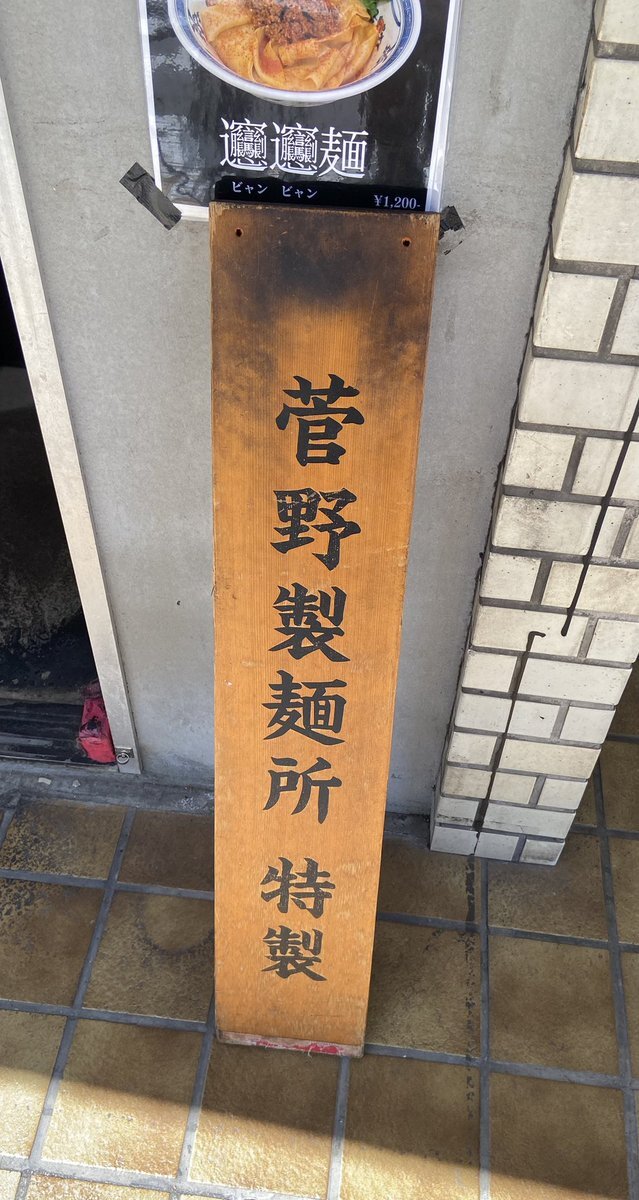 𰻞𰻞麺
ビャン ビャン
¥1,200-
菅野製麺所 特製